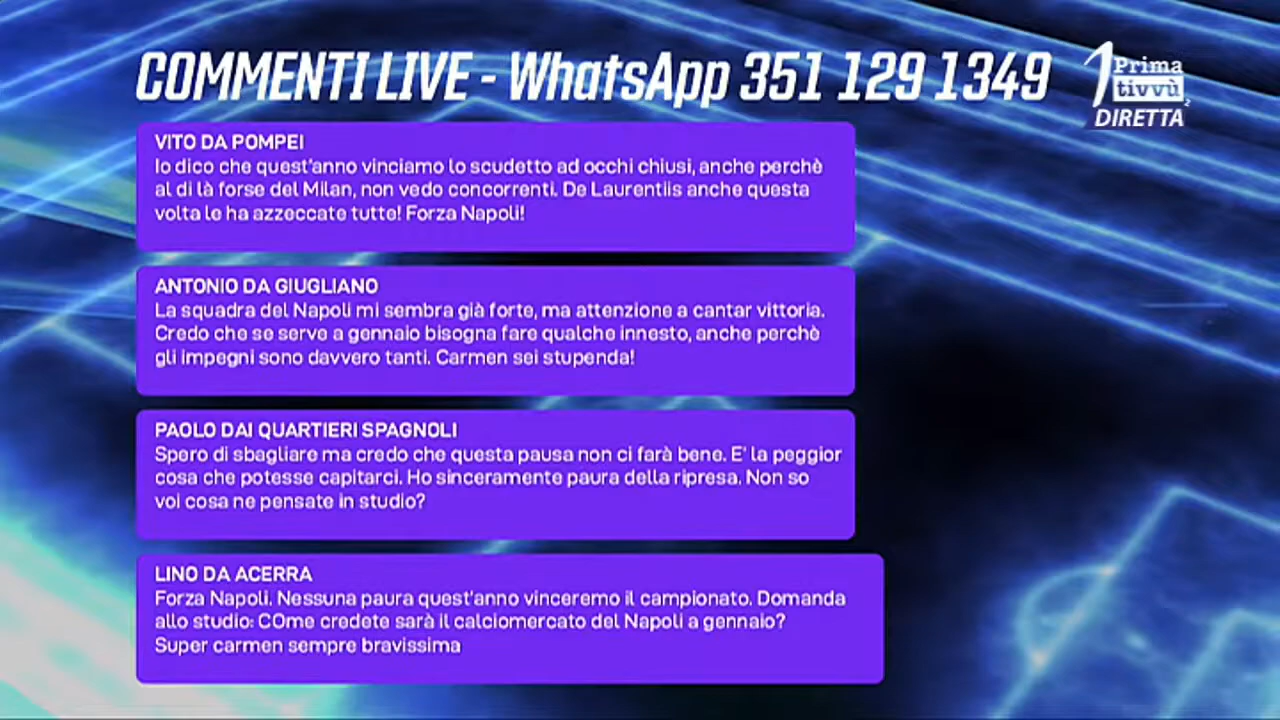 COMMENTI LIVE - WhatsApp 351 129 1349
1 Prima
tivvù
2
DIRETTA
VITO DA POMPEI
Io dico che quest'anno vinciamo lo scudetto ad occhi chiusi, anche perchè
al di là forse del Milan, non vedo concorrenti. De Laurentiis anche questa
volta le ha azzeccate tutte! Forza Napoli!
ANTONIO DA GIUGLIANO
La squadra del Napoli mi sembra già forte, ma attenzione a cantar vittoria.
Credo che se serve a gennaio bisogna fare qualche innesto, anche perchè
gli impegni sono davvero tanti. Carmen sei stupenda!
PAOLO DAI QUARTIERI SPAGNOLI
Spero di sbagliare ma credo che questa pausa non ci farà bene. E' la peggior
cosa che potesse capitarci. Ho sinceramente paura della ripresa. Non so
voi cosa ne pensate in studio?
LINO DA ACERRA
Forza Napoli. Nessuna paura quest'anno vinceremo il campionato. Domanda
allo studio: COme credete sarà il calciomercato del Napoli a gennaio?
Super carmen sempre bravissima